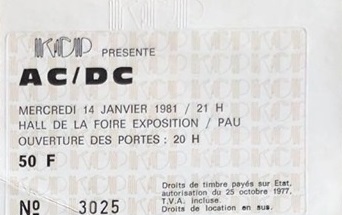 KCP PRESENTE
AC/DC
MERCREDI 14 JANVIER 1981 / 21 H
HALL DE LA FOIRE EXPOSITION / PAU
OUVERTURE DES PORTES : 20 H
50 F
Droits de timbre payés sur Etat,
autorisation du 25 octobre 1977.
T.V.A. incluse.
Droits de location en sus.
Nº 3025